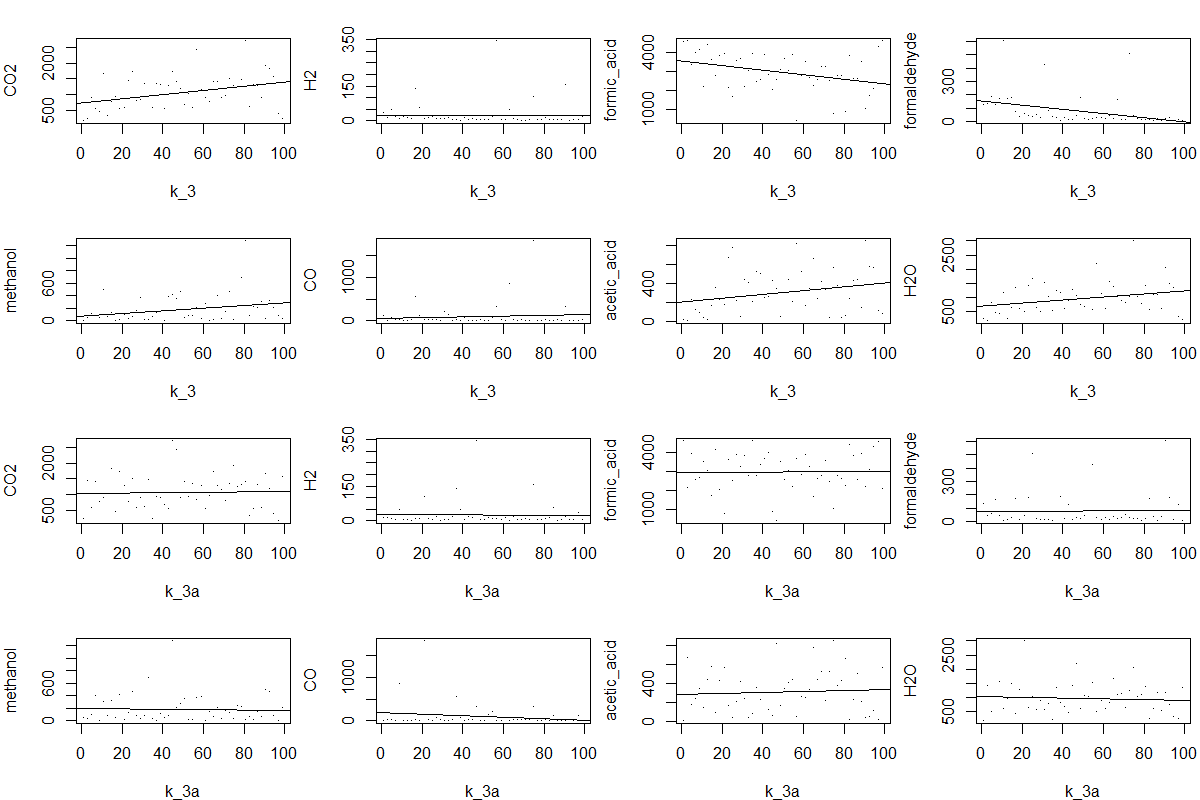 CO2 500 2000 0 20 40 60 80 100 k_3
H2 0 150 350 0 20 40 60 80 100 k_3
formic_acid 1000 4000 0 20 40 60 80 100 k_3
formaldehyde 0 300 0 20 40 60 80 100 k_3
methanol 0 600 0 20 40 60 80 100 k_3
CO 0 1000 0 20 40 60 80 100 k_3
acetic_acid 0 400 0 20 40 60 80 100 k_3
H2O 500 2500 0 20 40 60 80 100 k_3
CO2 500 2000 0 20 40 60 80 100 k_3a
H2 0 150 350 0 20 40 60 80 100 k_3a
formic_acid 1000 4000 0 20 40 60 80 100 k_3a
formaldehyde 0 300 0 20 40 60 80 100 k_3a
methanol 0 600 0 20 40 60 80 100 k_3a
CO 0 1000 0 20 40 60 80 100 k_3a
acetic_acid 0 400 0 20 40 60 80 100 k_3a
H2O 500 2500 0 20 40 60 80 100 k_3a